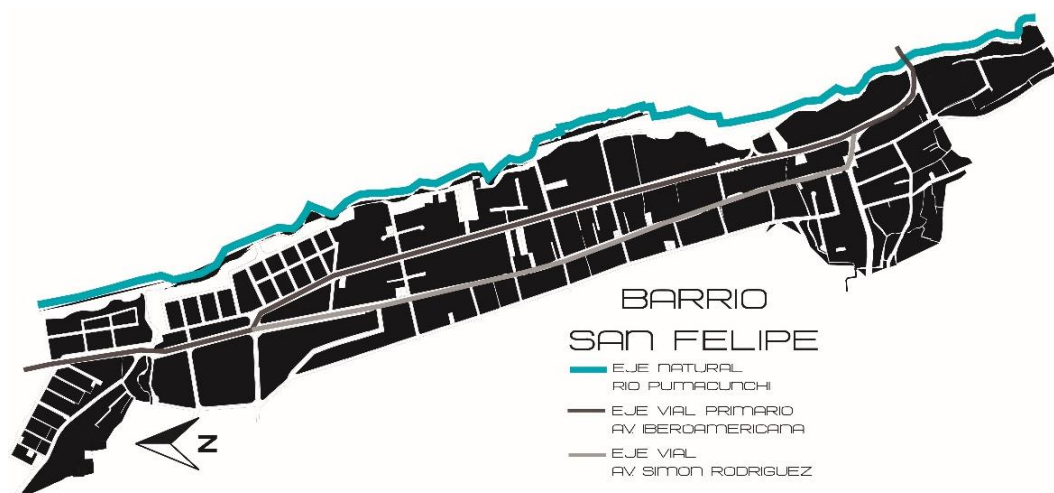 BARRIO
SAN FELIPE
EJE NATURAL
RIO PUMACUNCHI
EJE VIAL PRIMARIO
AV. IBEROAMERICANA
EJE VIAL
AV. SIMON RODRIGUEZ
N